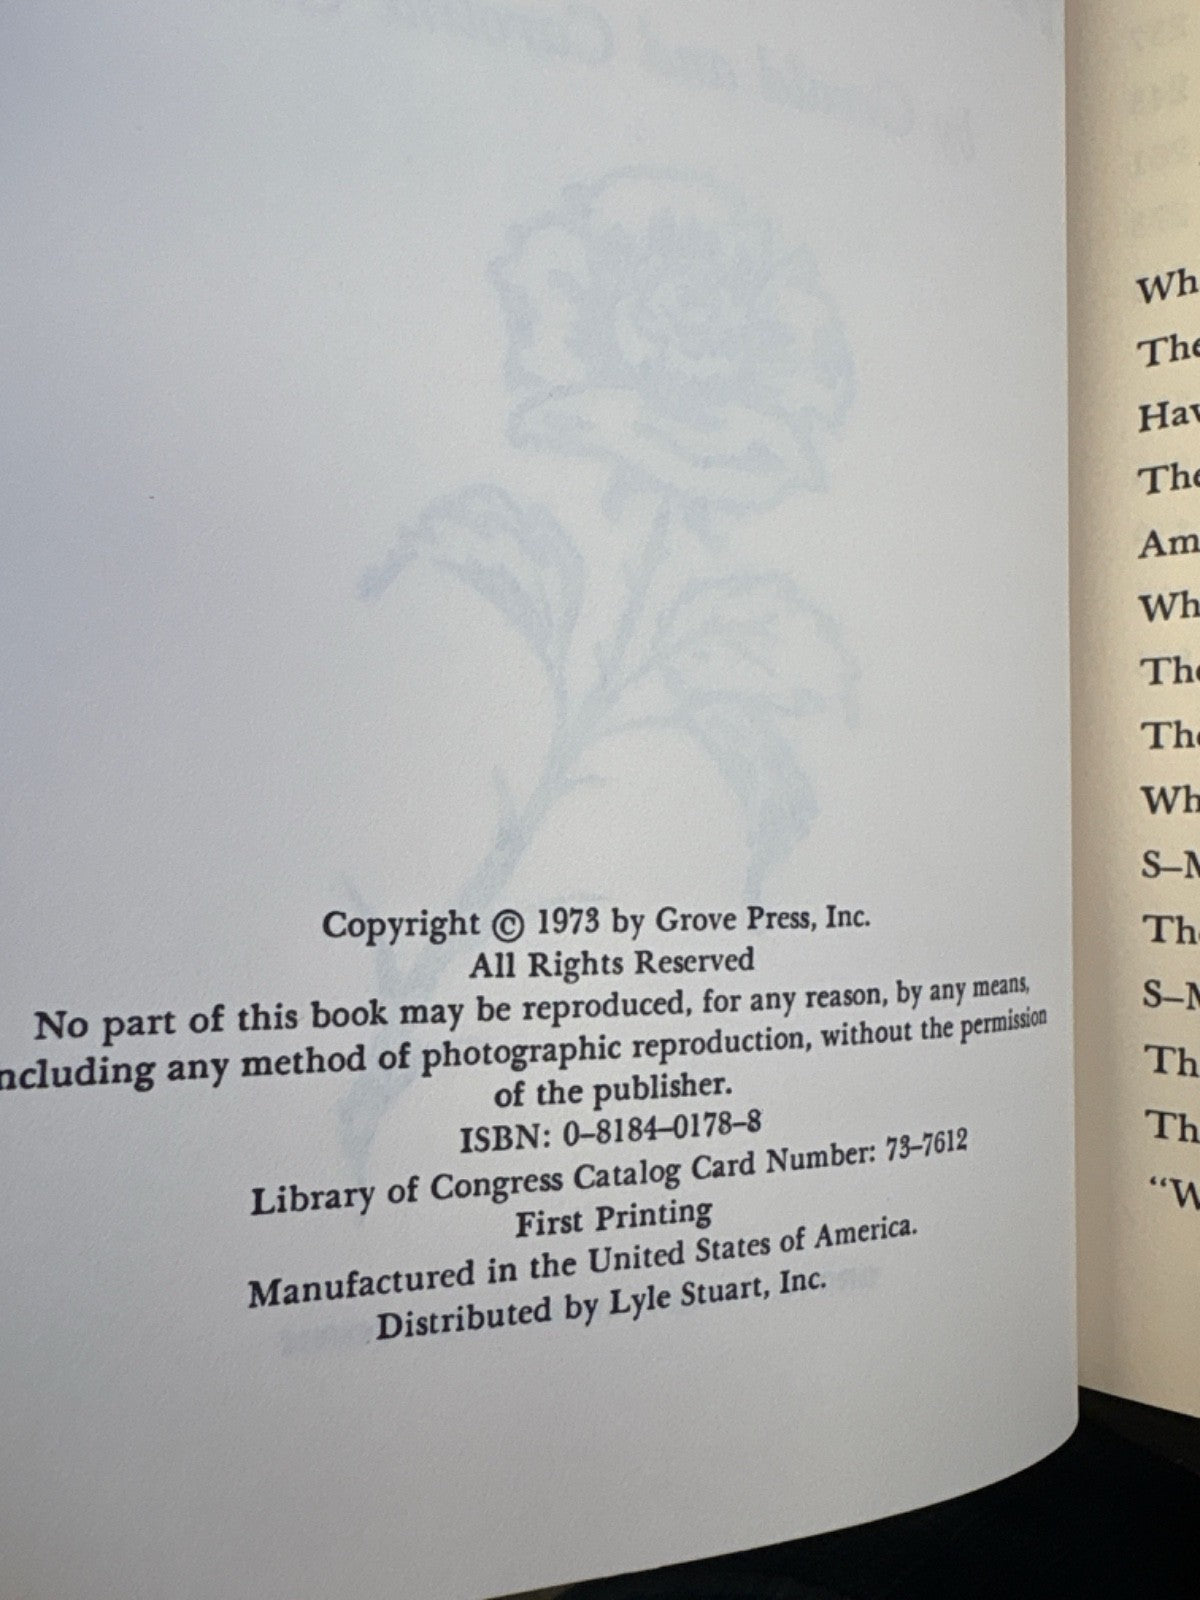 Copyright © 1973 by Grove Press, Inc.
All Rights Reserved
No part of this book may be reproduced, for any reason, by any means,
ncluding any method of photographic reproduction, without the permission
of the publisher.
ISBN: 0–8184–0178–8
Library of Congress Catalog Card Number: 73–7612
First Printing
Manufactured in the United States of America.
Distributed by Lyle Stuart, Inc.
Wh
The
Hav
The
Am
Wh
The
The
Wh
S–M
The
S–M
Th
Th
“W